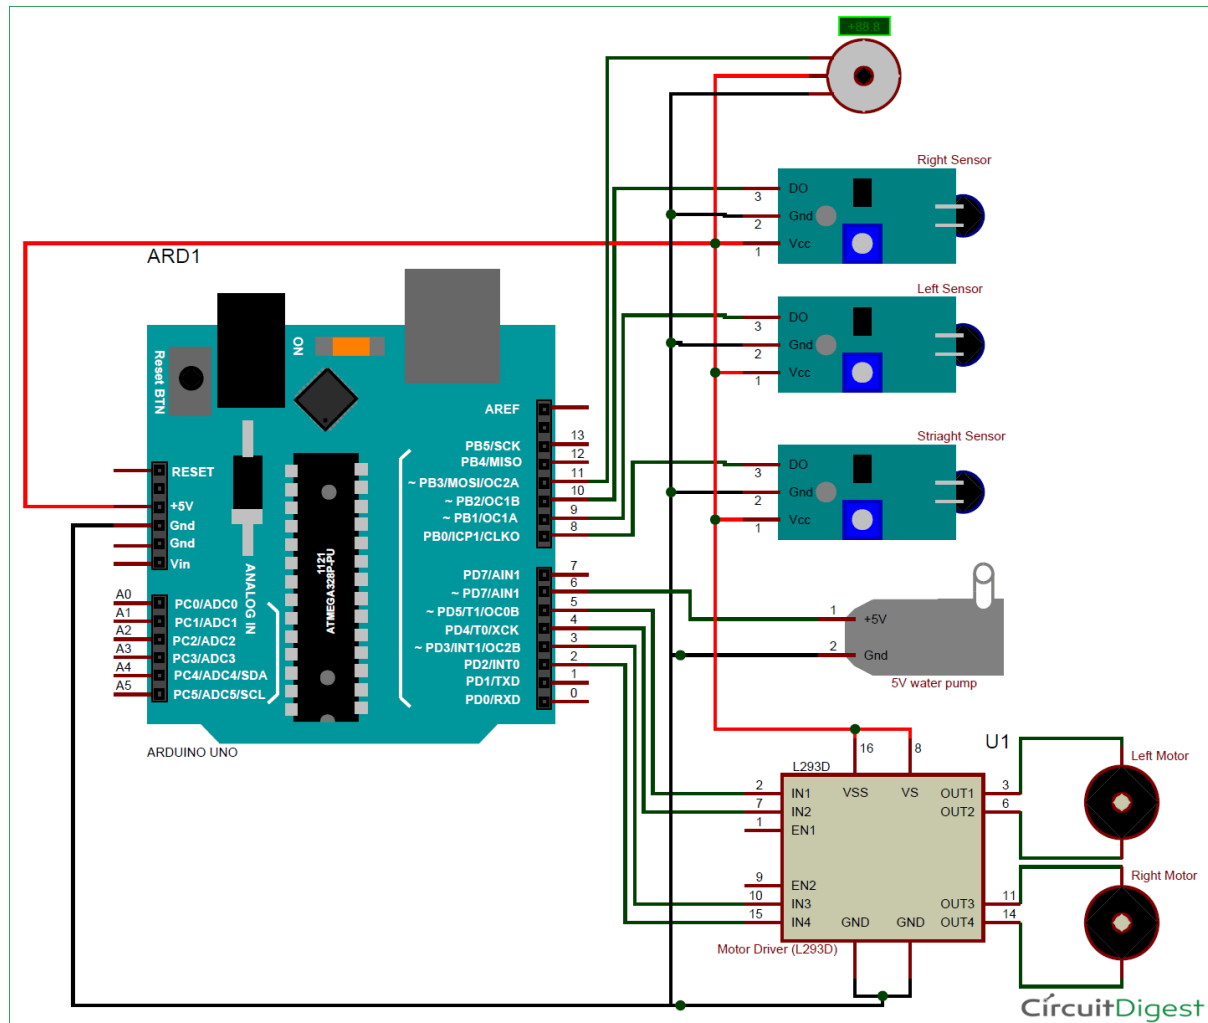 +88.8
Right Sensor
DO
3
Gnd
2
Vcc
1
ARD1
Left Sensor
DO
3
Gnd
2
Vcc
1
Reset BTN
ON
AREF
PB5/SCK 13
PB4/MISO 12
~ PB3/MOSI/OC2A 11
~ PB2/OC1B 10
~ PB1/OC1A 9
PB0/ICP1/CLKO 8
Striaght Sensor
DO
3
Gnd
2
Vcc
1
RESET
+5V
Gnd
Gnd
Vin
ANALOG IN
1121
ATMEGA328P-PU
PD7/AIN1 7
~ PD7/AIN1 6
~ PD5/T1/OC0B 5
PD4/T0/XCK 4
~ PD3/INT1/OC2B 3
PD2/INT0 2
PD1/TXD 1
PD0/RXD 0
A0 PC0/ADC0
A1 PC1/ADC1
A2 PC2/ADC2
A3 PC3/ADC3
A4 PC4/ADC4/SDA
A5 PC5/ADC5/SCL
ARDUINO UNO
1 +5V
2 Gnd
5V water pump
U1
L293D
16 8
VSS VS
2 IN1
7 IN2
1 EN1
9 EN2
10 IN3
15 IN4
OUT1 3
OUT2 6
OUT3 11
OUT4 14
GND GND
Motor Driver (L293D)
Left Motor
Right Motor
CírcuitDigest